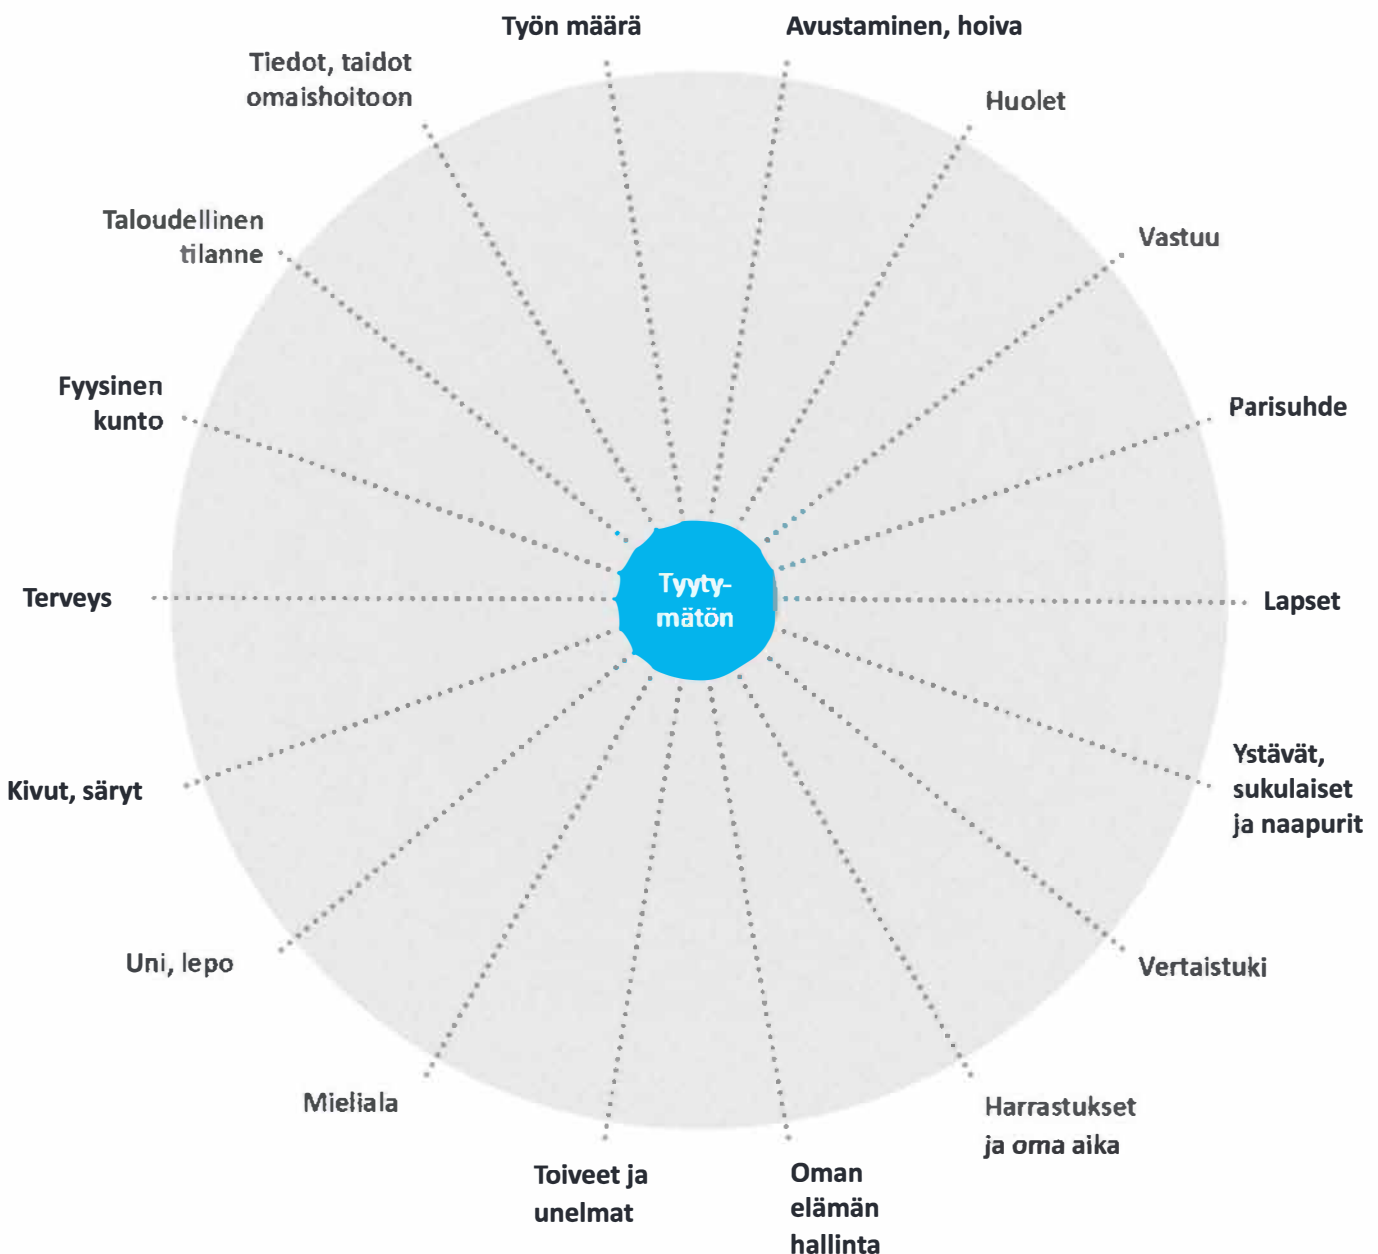 Työn määrä
Avustaminen, hoiva
Tiedot, taidot
omaishoitoon
Huolet
Taloudellinen
tilanne
Vastuu
Fyysinen
kunto
Parisuhde
Tyyty-
mätön
Terveys
Lapset
Kivut, säryt
Ystävät,
sukulaiset
ja naapurit
Uni, lepo
Vertaistuki
Mieliala
Harrastukset
ja oma aika
Toiveet ja
unelmat
Oman
elämän
hallinta